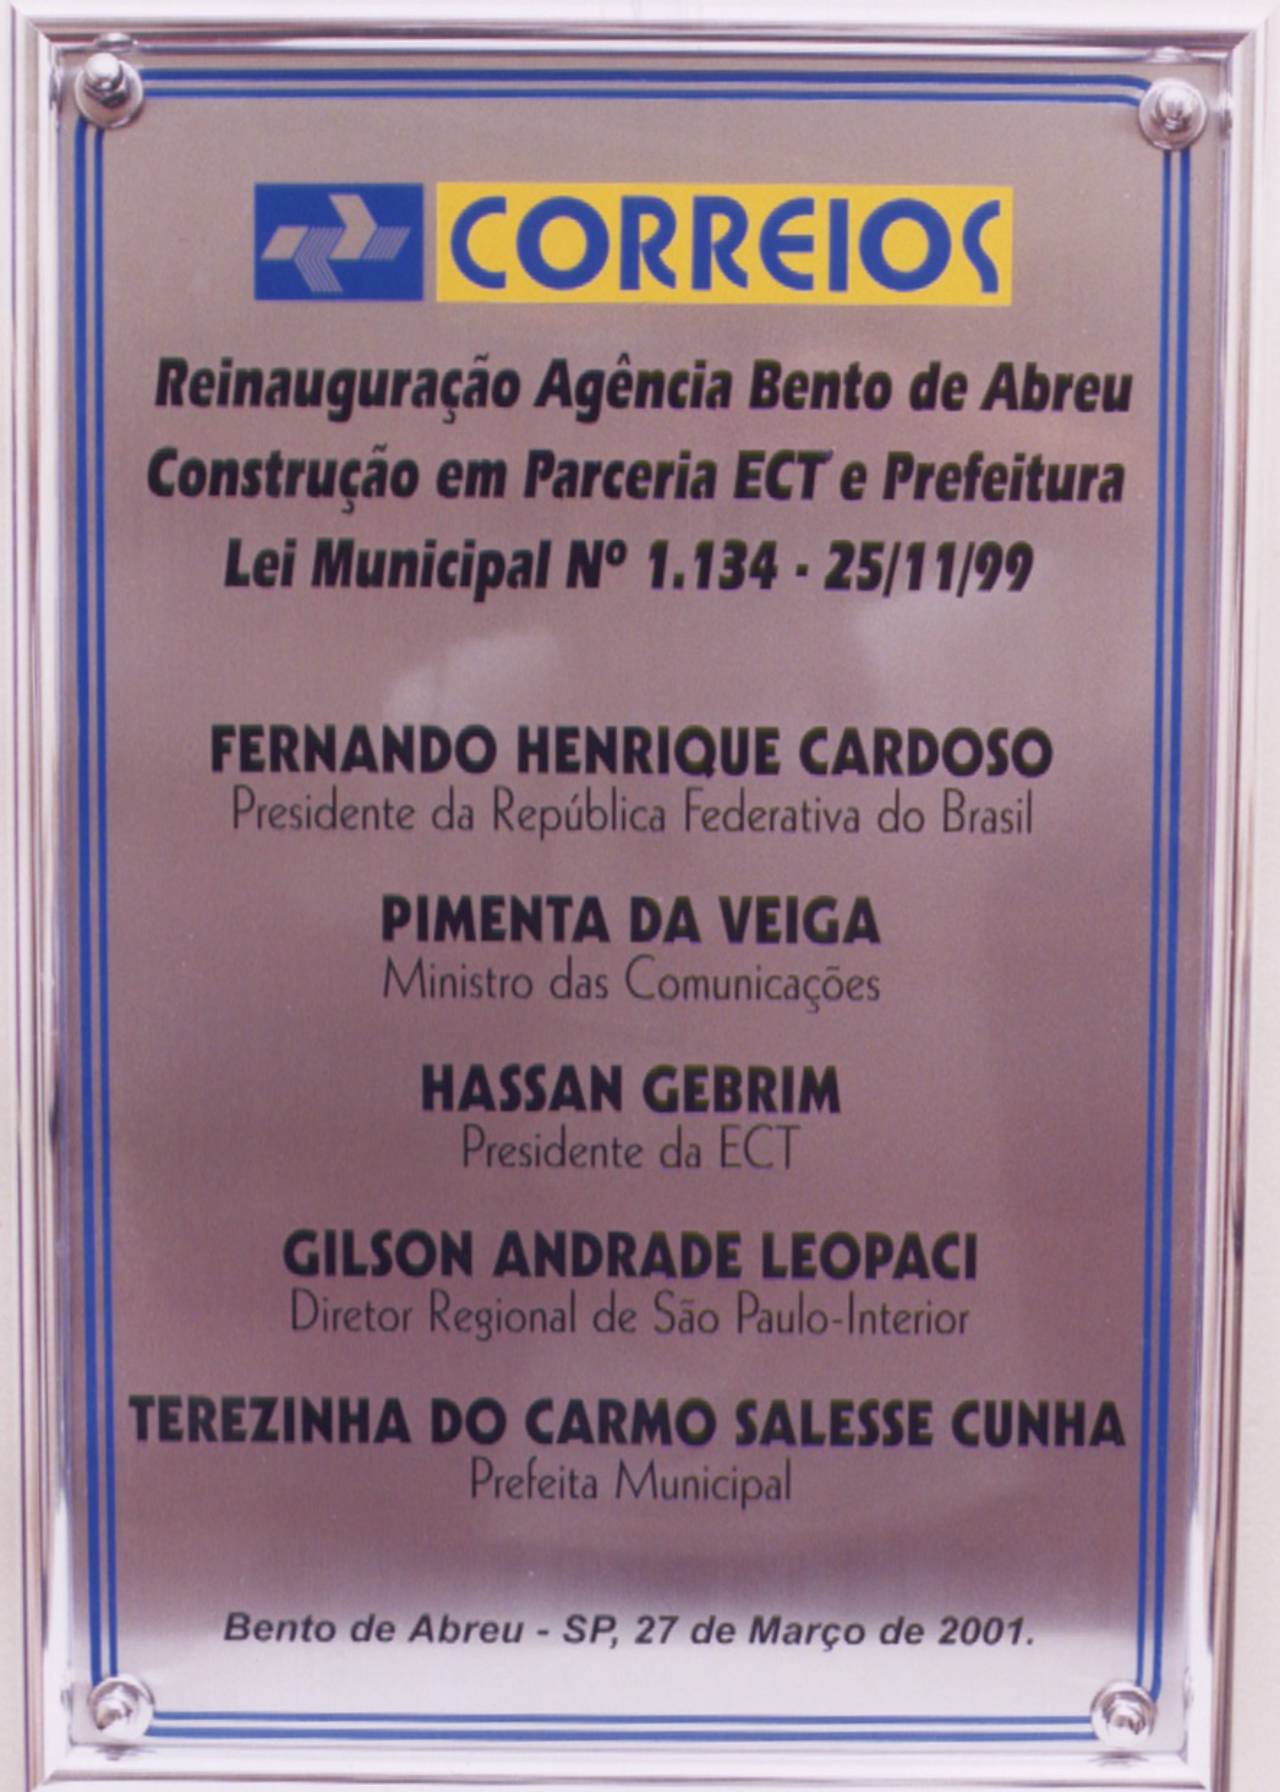 CORREIOS
Reinauguração Agência Bento de Abreu
Construção em Parceria ECT e Prefeitura
Lei Municipal Nº 1.134 - 25/11/99
FERNANDO HENRIQUE CARDOSO
Presidente da República Federativa do Brasil
PIMENTA DA VEIGA
Ministro das Comunicações
HASSAN GEBRIM
Presidente da ECT
GILSON ANDRADE LEOPACI
Diretor Regional de São Paulo-Interior
TEREZINHA DO CARMO SALESSE CUNHA
Prefeita Municipal
Bento de Abreu - SP, 27 de Março de 2001.